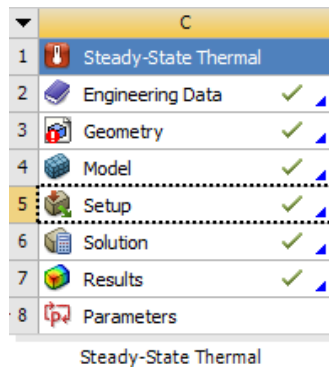 C
1 Steady-State Thermal
2 Engineering Data
3 Geometry
4 Model
5 Setup
6 Solution
7 Results
8 Parameters
Steady-State Thermal